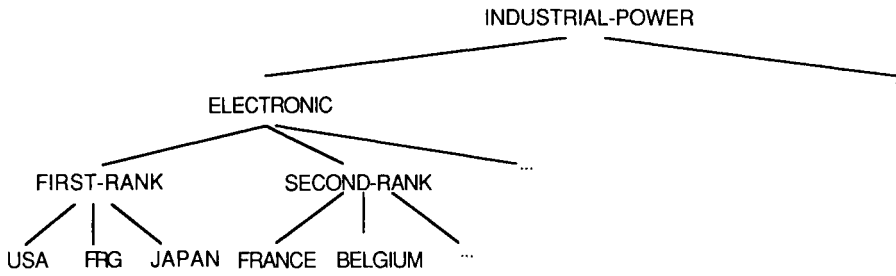 INDUSTRIAL-POWER
ELECTRONIC
...
FIRST-RANK SECOND-RANK
USA FRG JAPAN FRANCE BELGIUM ...